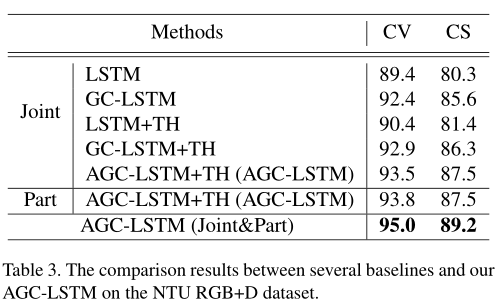 Methods CV CS
Joint LSTM 89.4 80.3
GC-LSTM 92.4 85.6
LSTM+TH 90.4 81.4
GC-LSTM+TH 92.9 86.3
AGC-LSTM+TH (AGC-LSTM) 93.5 87.5
Part AGC-LSTM+TH (AGC-LSTM) 93.8 87.5
AGC-LSTM (Joint&Part) 95.0 89.2
Table 3. The comparison results between several baselines and our
AGC-LSTM on the NTU RGB+D dataset.